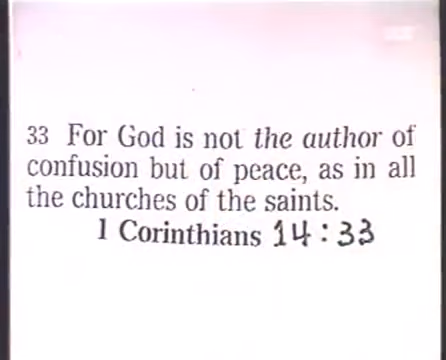 33 For God is not the author of
confusion but of peace, as in all
the churches of the saints.
1 Corinthians 14:33